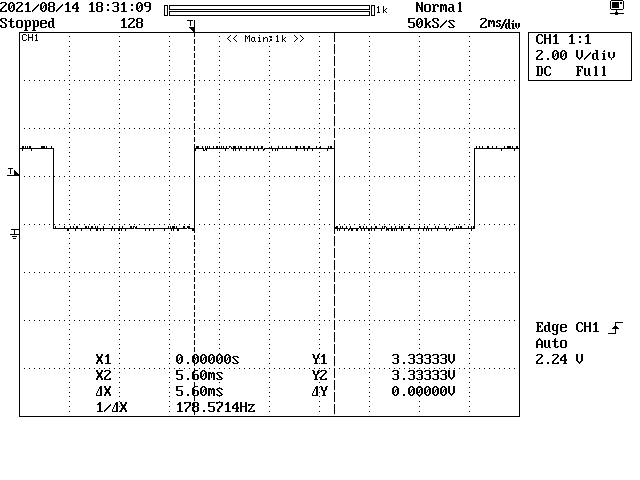 2021/08/14 18:31:09 1k Normal
Stopped 128 T 50kS/s 2ms/div
CH1 << Main:1k >>
CH1 1:1
2.00 V/div
DC Full
T
H
Edge CH1
Auto
2.24 V
X1 0.00000s Y1 3.33333V
X2 5.60ms Y2 3.33333V
ΔX 5.60ms ΔY 0.00000V
1/ΔX 178.5714Hz